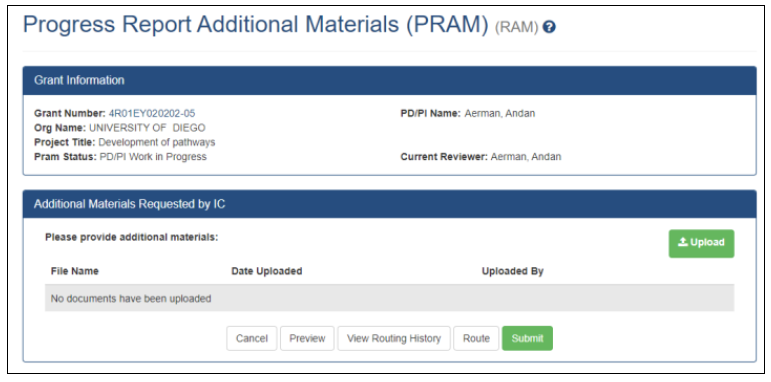 Progress Report Additional Materials (PRAM) (RAM) ?
Grant Information
Grant Number: 4R01EY020202-05 PD/PI Name: Aerman, Andan
Org Name: UNIVERSITY OF DIEGO
Project Title: Development of pathways
Pram Status: PD/PI Work in Progress Current Reviewer: Aerman, Andan
Additional Materials Requested by IC
Please provide additional materials: Upload
File Name Date Uploaded Uploaded By
No documents have been uploaded
Cancel Preview View Routing History Route Submit